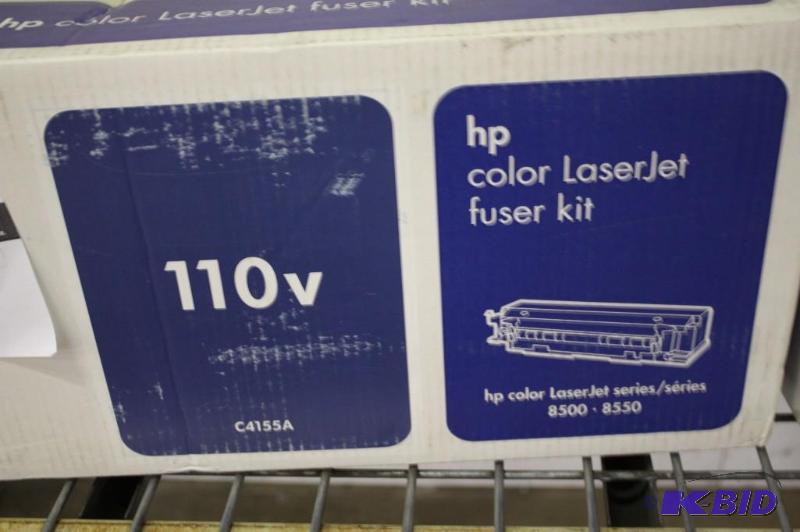 hp color LaserJet fuser kit
110v
C4155A
hp
color LaserJet
fuser kit
hp color LaserJet series/séries
8500 · 8550
K-BID